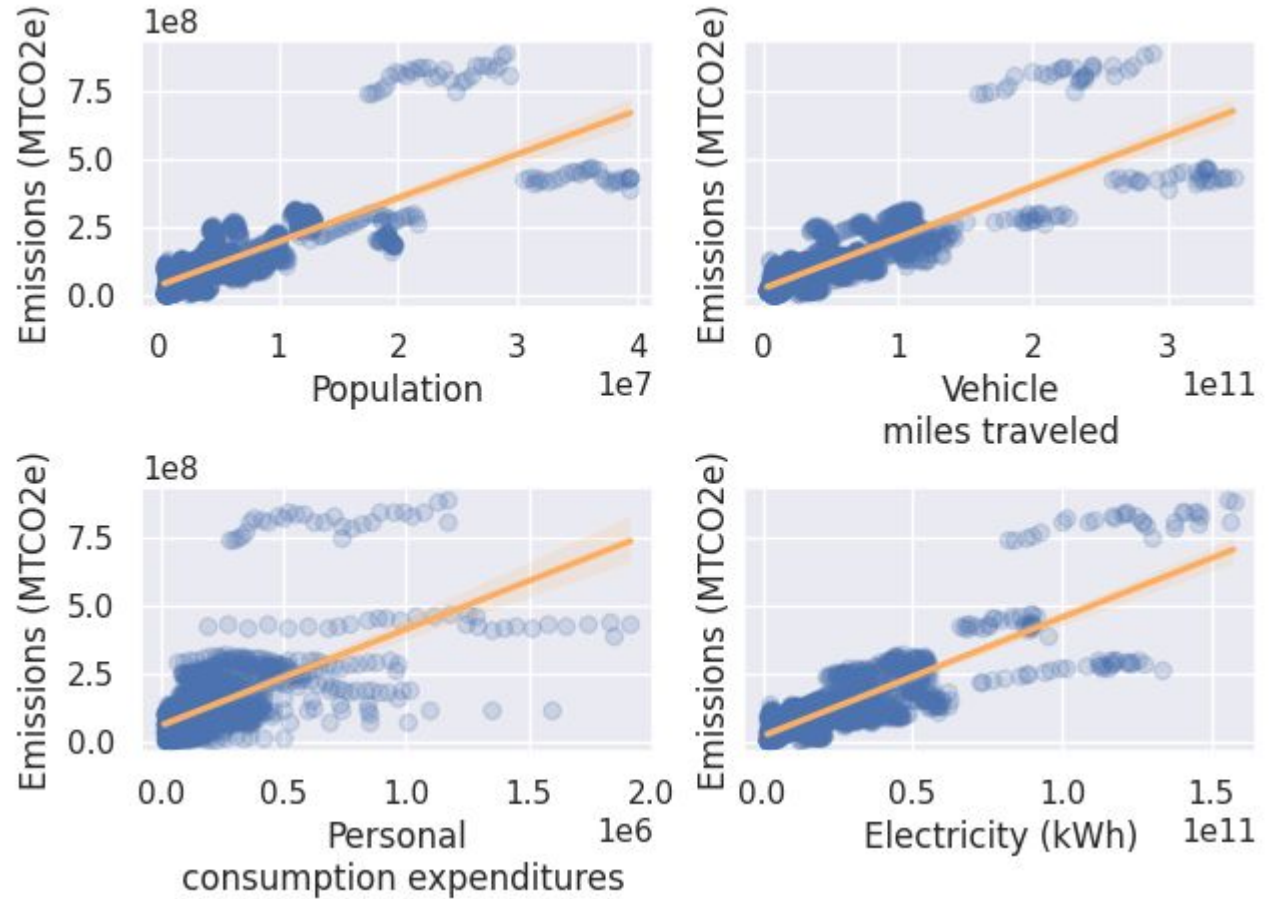 1e8
Emissions (MTCO2e)
7.5
5.0
2.5
0.0
0 1 2 3 4
1e7
Population
Emissions (MTCO2e)
0 1 2 3
1e11
Vehicle
miles traveled
1e8
Emissions (MTCO2e)
7.5
5.0
2.5
0.0
0.0 0.5 1.0 1.5 2.0
1e6
Personal
consumption expenditures
Emissions (MTCO2e)
0.0 0.5 1.0 1.5
1e11
Electricity (kWh)